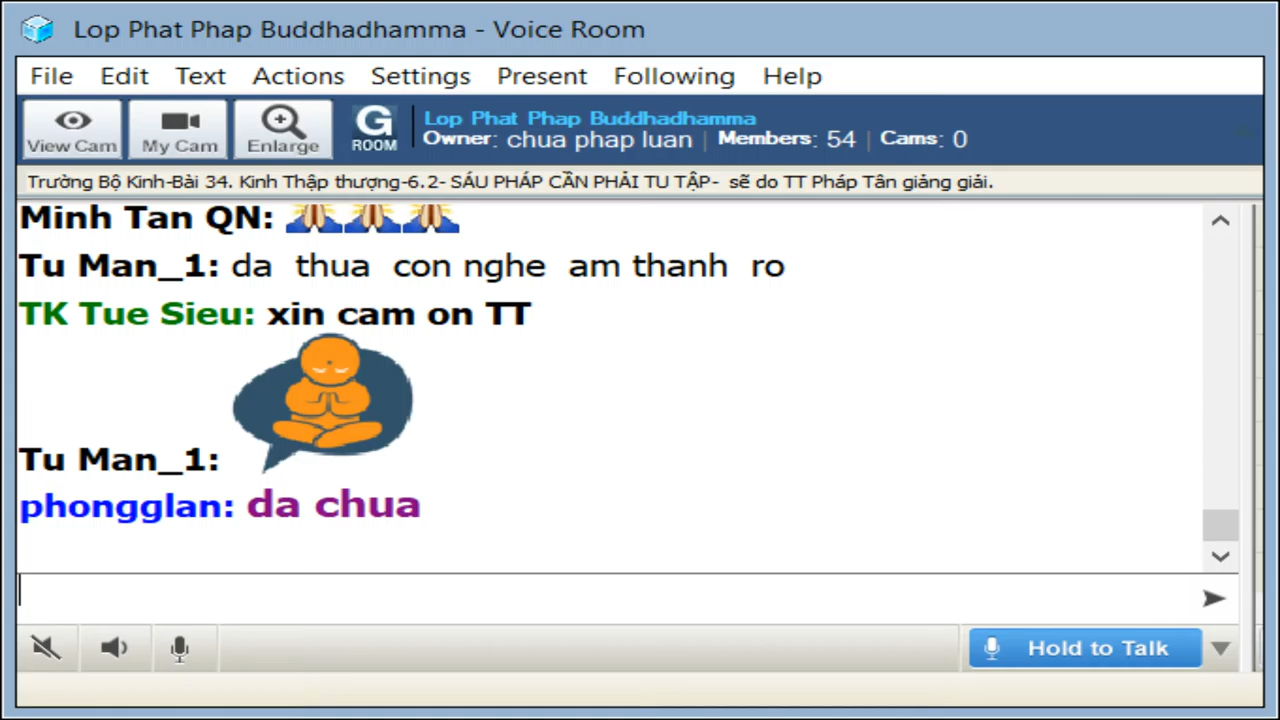 Lop Phat Phap Buddhadhamma - Voice Room
File Edit Text Actions Settings Present Following Help
View Cam My Cam Enlarge G ROOM
Lop Phat Phap Buddhadhamma
Owner: chua phap luan | Members: 54 | Cams: 0
Trường Bộ Kinh-Bài 34. Kinh Thập thượng-6.2- SÁU PHÁP CẦN PHẢI TU TẬP- sẽ do TT Pháp Tân giảng giải.
Minh Tan QN:
Tu Man_1: da thua con nghe am thanh ro
TK Tue Sieu: xin cam on TT
Tu Man_1:
phongglan: da chua
Hold to Talk